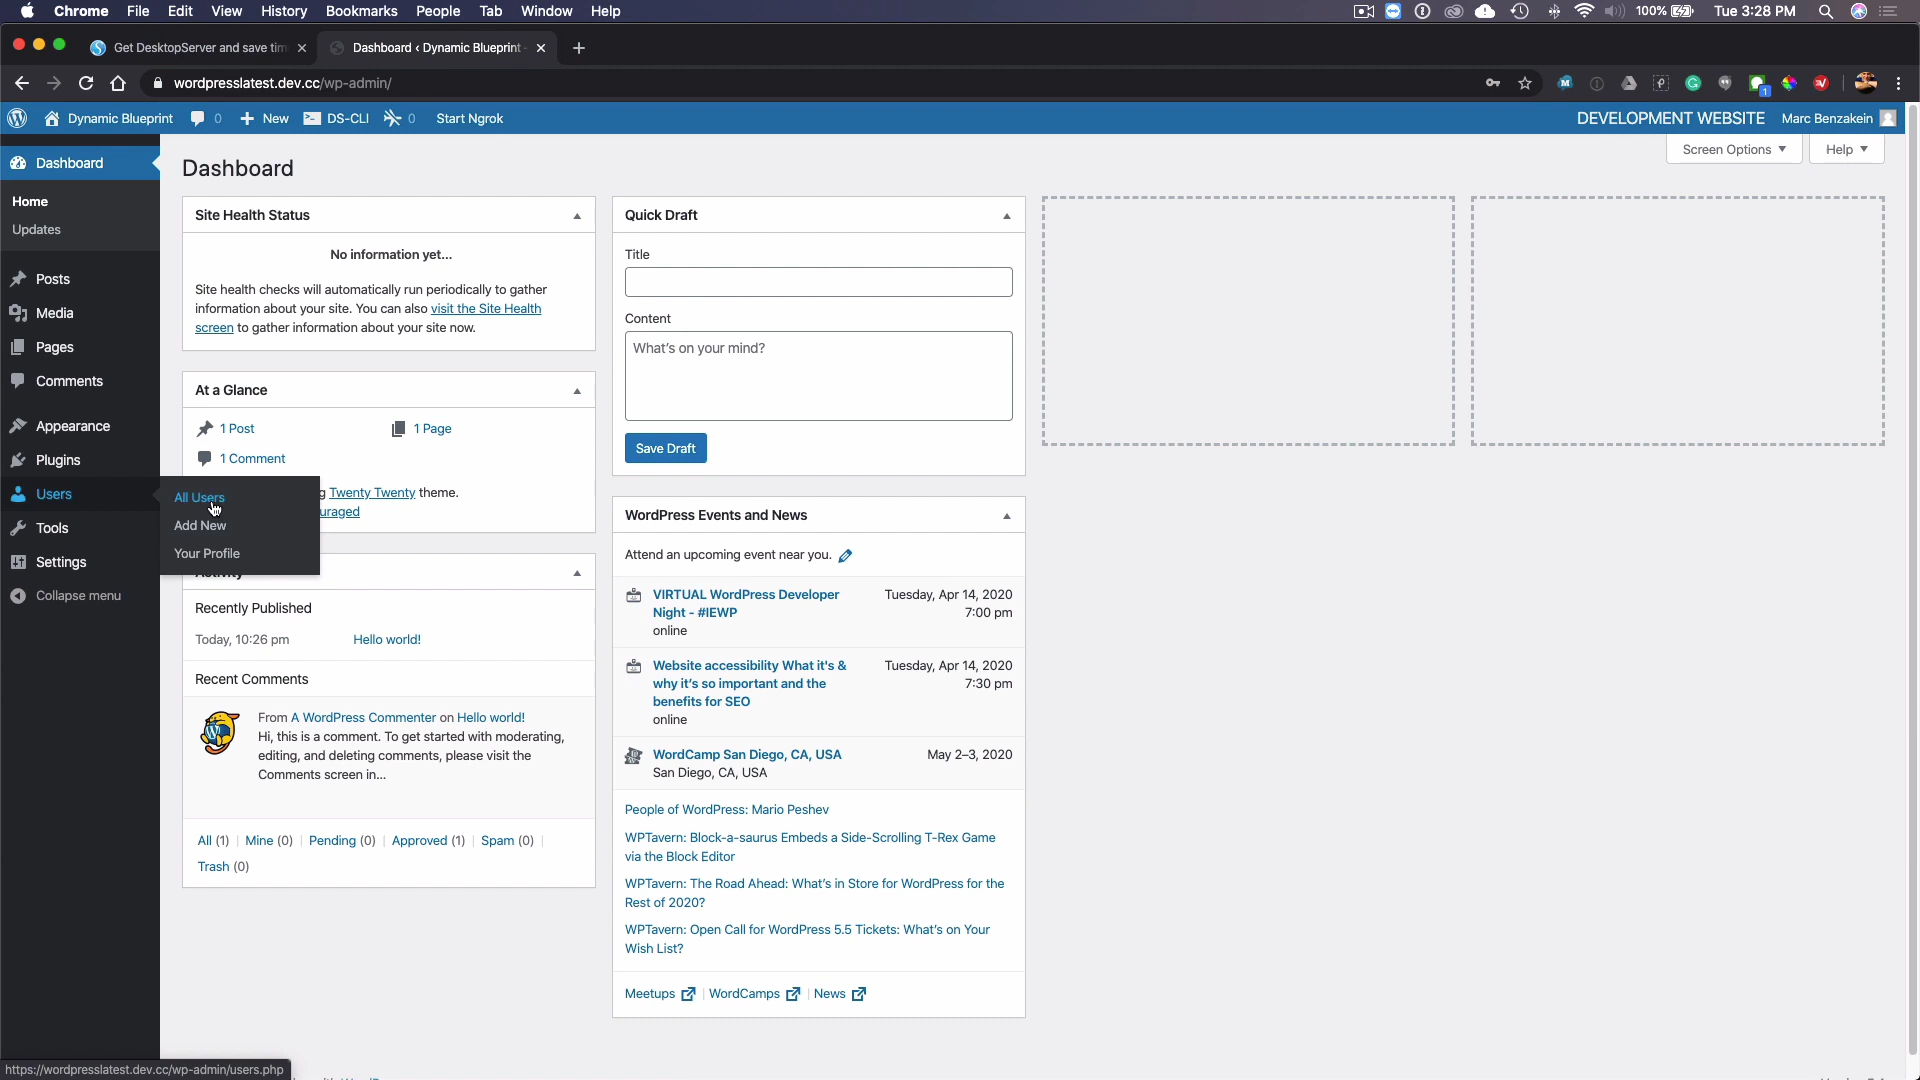 Chrome File Edit View History Bookmarks People Tab Window Help 100% Tue 3:28 PM
Get DesktopServer and save tim
Dashboard ‹ Dynamic Blueprint
wordpresslatest.dev.cc/wp-admin/
Dynamic Blueprint 0 New DS-CLI 0 Start Ngrok DEVELOPMENT WEBSITE Marc Benzakein
Screen Options Help
Dashboard
Home
Updates
Posts
Media
Pages
Comments
Appearance
Plugins
Users
Tools
Settings
Collapse menu
All Users
Add New
Your Profile
Dashboard
Site Health Status
No information yet...
Site health checks will automatically run periodically to gather
information about your site. You can also visit the Site Health
screen to gather information about your site now.
At a Glance
1 Post 1 Page
1 Comment
g Twenty Twenty theme.
uraged
Activity
Recently Published
Today, 10:26 pm Hello world!
Recent Comments
From A WordPress Commenter on Hello world!
Hi, this is a comment. To get started with moderating,
editing, and deleting comments, please visit the
Comments screen in...
All (1) | Mine (0) | Pending (0) | Approved (1) | Spam (0) |
Trash (0)
Quick Draft
Title
Content
What's on your mind?
Save Draft
WordPress Events and News
Attend an upcoming event near you.
VIRTUAL WordPress Developer Tuesday, Apr 14, 2020
Night - #IEWP 7:00 pm
online
Website accessibility What it's & Tuesday, Apr 14, 2020
why it's so important and the 7:30 pm
benefits for SEO
online
WordCamp San Diego, CA, USA May 2–3, 2020
San Diego, CA, USA
People of WordPress: Mario Peshev
WPTavern: Block-a-saurus Embeds a Side-Scrolling T-Rex Game
via the Block Editor
WPTavern: The Road Ahead: What's in Store for WordPress for the
Rest of 2020?
WPTavern: Open Call for WordPress 5.5 Tickets: What's on Your
Wish List?
Meetups | WordCamps | News
https://wordpresslatest.dev.cc/wp-admin/users.php